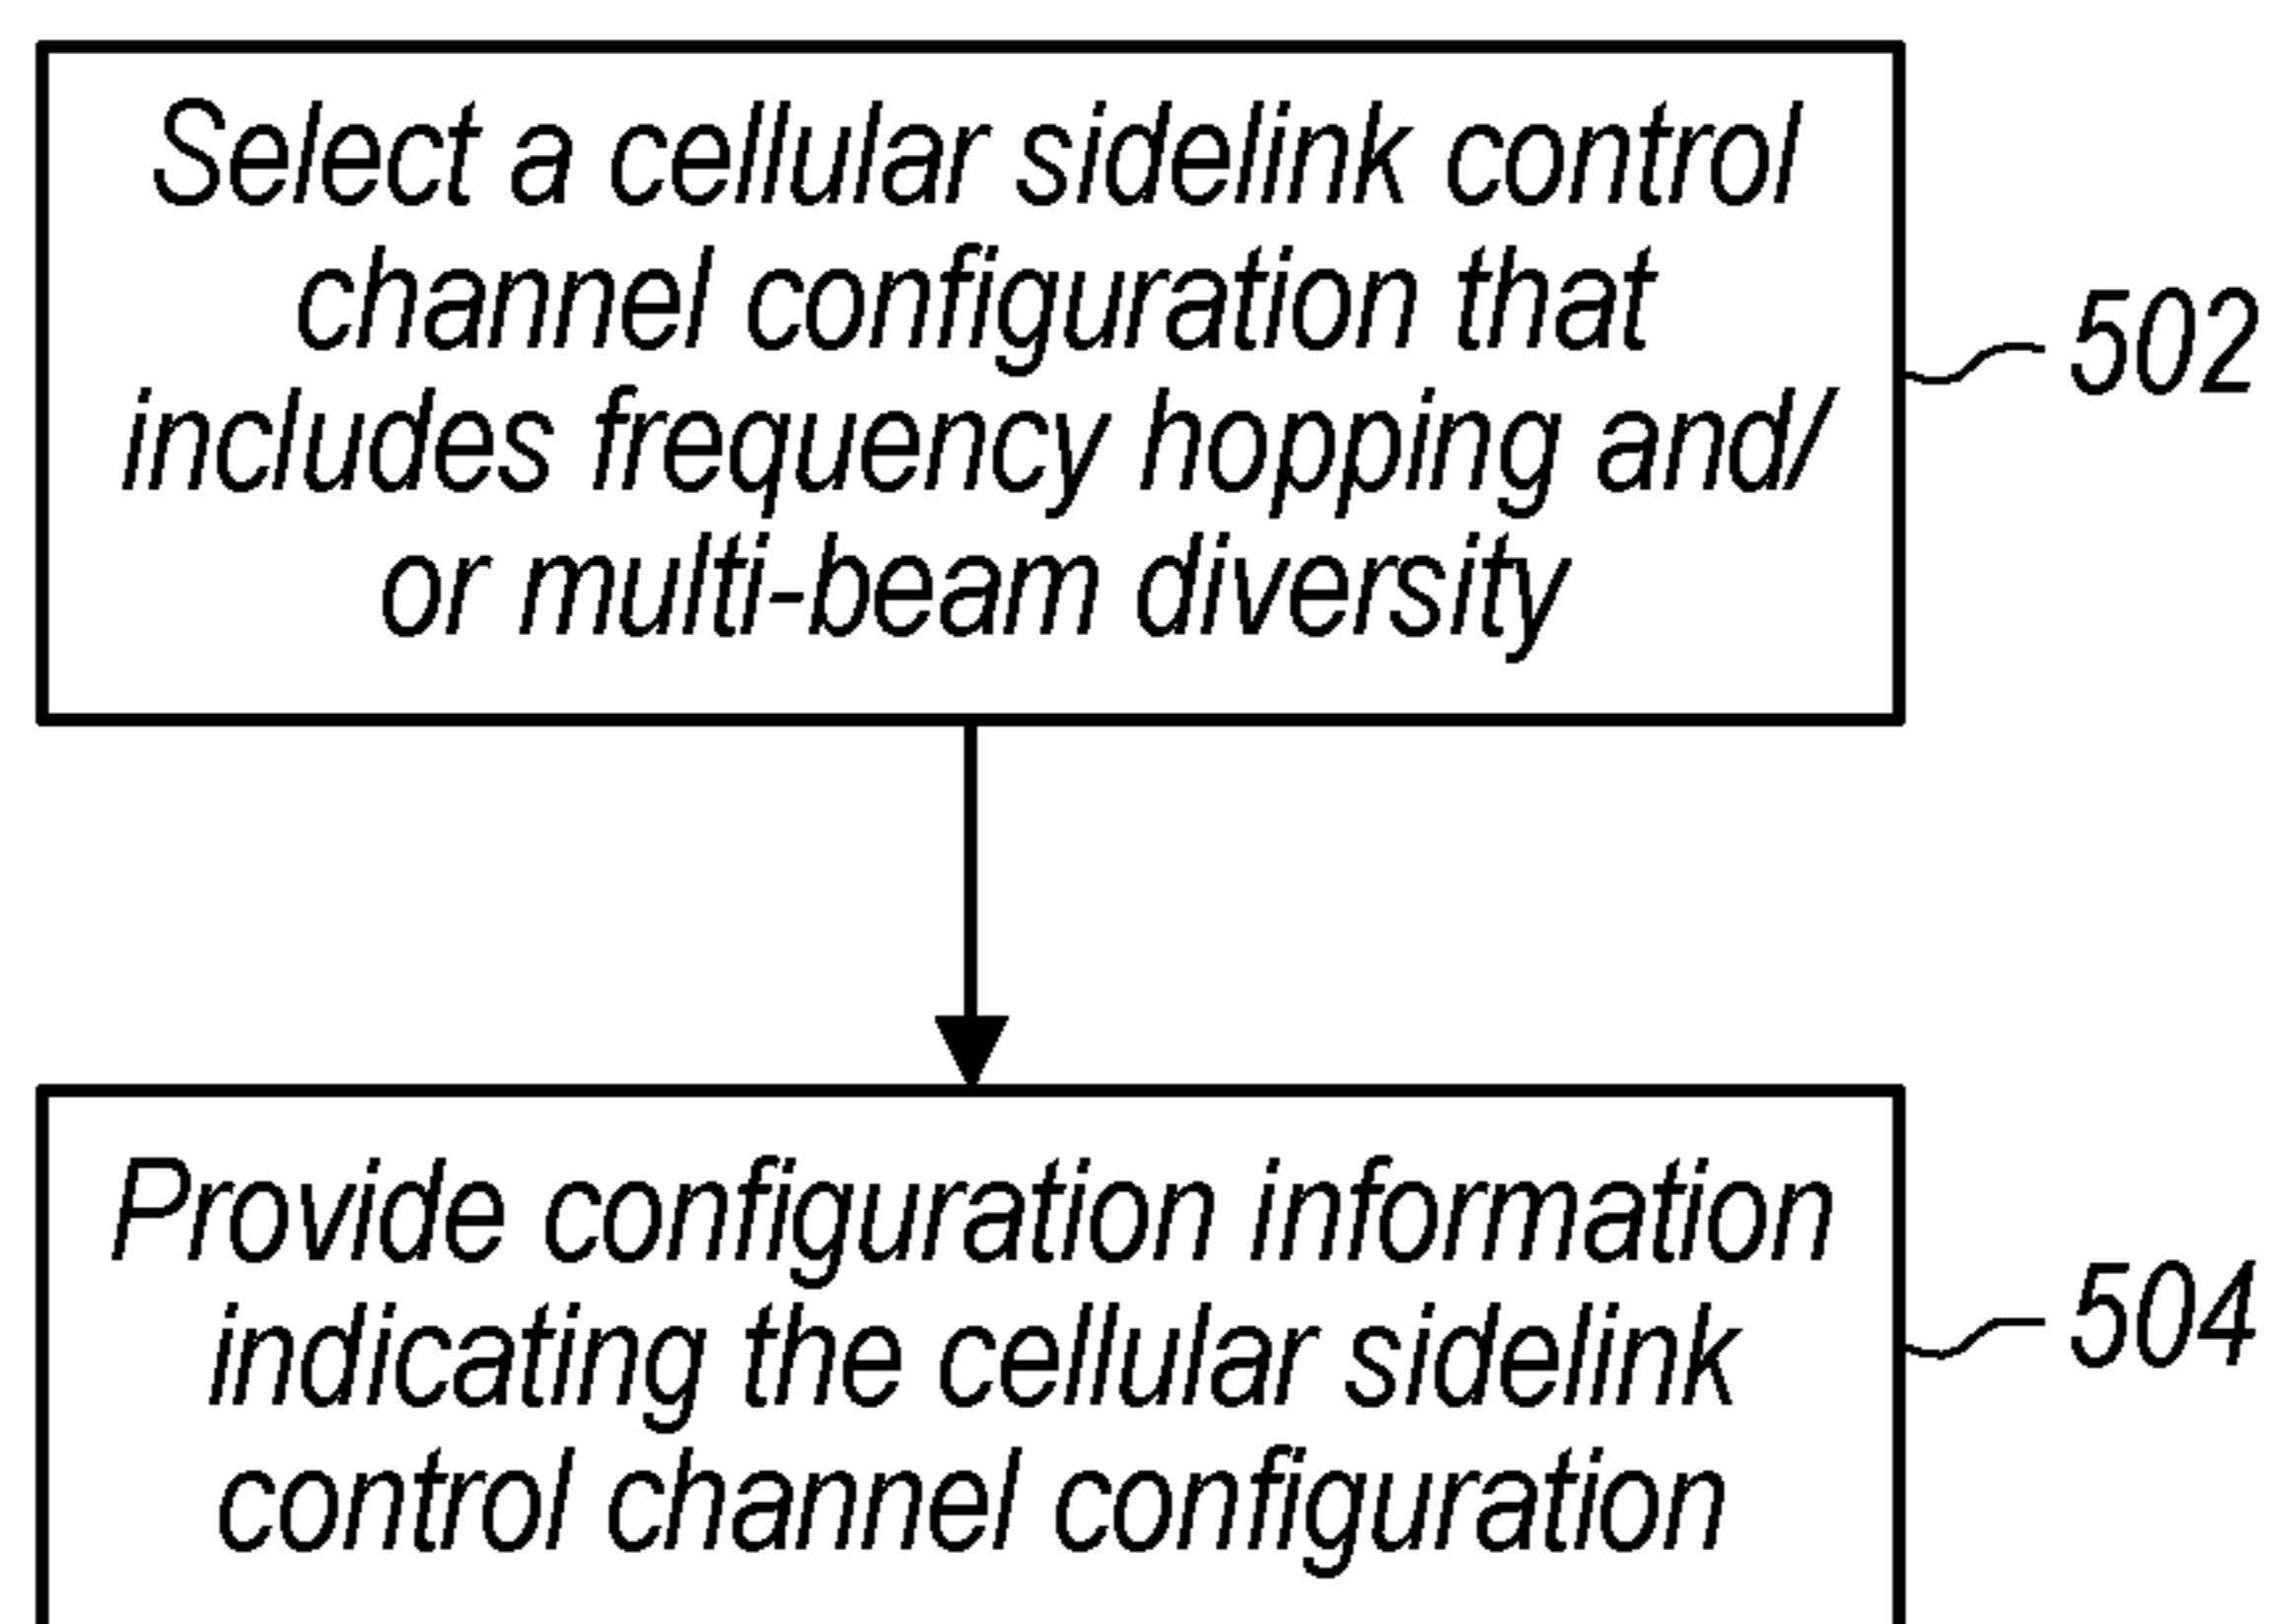 Select a cellular sidelink control
channel configuration that
includes frequency hopping and/
or multi-beam diversity
502
Provide configuration information
indicating the cellular sidelink
control channel configuration
504